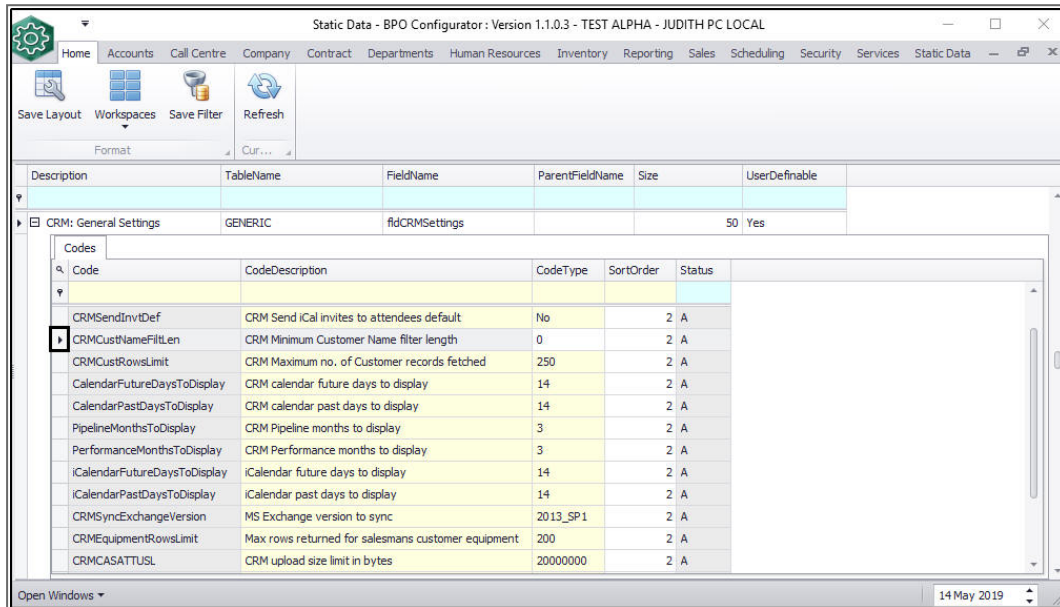 Static Data - BPO Configurator : Version 1.1.0.3 - TEST ALPHA - JUDITH PC LOCAL
Home Accounts Call Centre Company Contract Departments Human Resources Inventory Reporting Sales Scheduling Security Services Static Data
Save Layout Workspaces Save Filter Refresh
Format Cur...
Description TableName FieldName ParentFieldName Size UserDefinable
CRM: General Settings GENERIC fldCRMSettings 50 Yes
Codes
Code CodeDescription CodeType SortOrder Status
CRMSendInvtDef CRM Send iCal invites to attendees default No 2 A
CRMCustNameFiltLen CRM Minimum Customer Name filter length 0 2 A
CRMCustRowsLimit CRM Maximum no. of Customer records fetched 250 2 A
CalendarFutureDaysToDisplay CRM calendar future days to display 14 2 A
CalendarPastDaysToDisplay CRM calendar past days to display 14 2 A
PipelineMonthsToDisplay CRM Pipeline months to display 3 2 A
PerformanceMonthsToDisplay CRM Performance months to display 3 2 A
iCalendarFutureDaysToDisplay iCalendar future days to display 14 2 A
iCalendarPastDaysToDisplay iCalendar past days to display 14 2 A
CRMSyncExchangeVersion MS Exchange version to sync 2013_SP1 2 A
CRMEquipmentRowsLimit Max rows returned for salesmans customer equipment 200 2 A
CRMCASATTUSL CRM upload size limit in bytes 20000000 2 A
Open Windows 14 May 2019